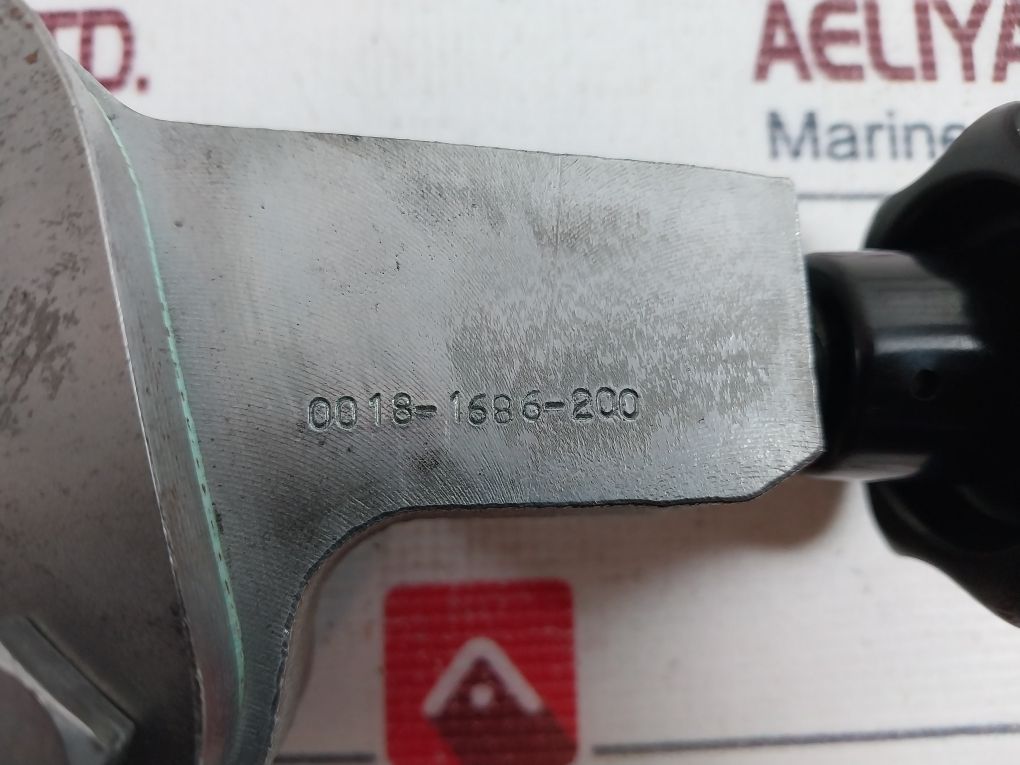 TD.
AELIYA
Marine
0018-1686-200